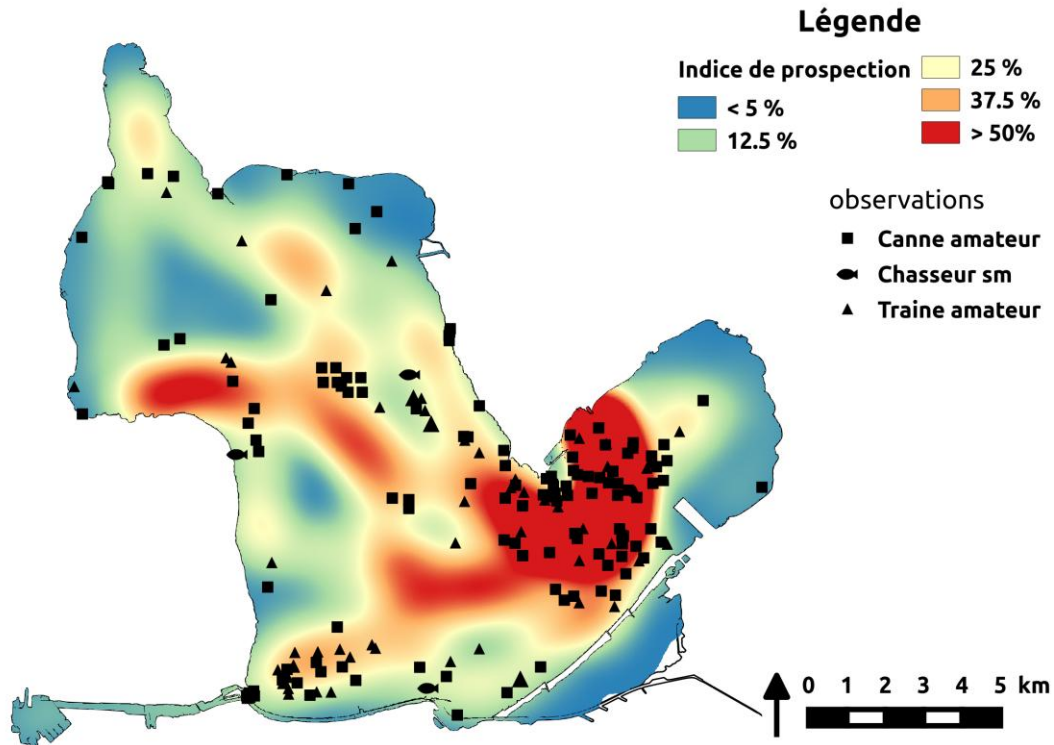 Légende
Indice de prospection
< 5 %
12.5 %
25 %
37.5 %
> 50%
observations
Canne amateur
Chasseur sm
Traine amateur
0 1 2 3 4 5 km